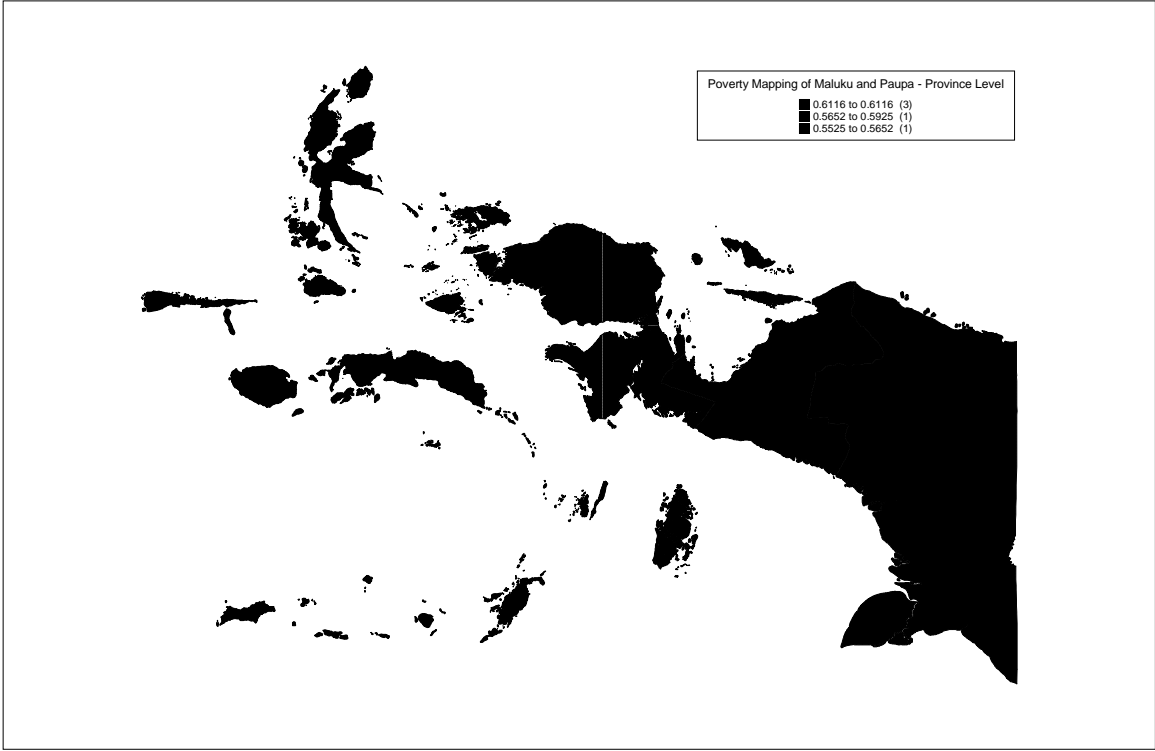 Poverty Mapping of Maluku and Paupa - Province Level
0.6116 to 0.6116 (3)
0.5652 to 0.5925 (1)
0.5525 to 0.5652 (1)